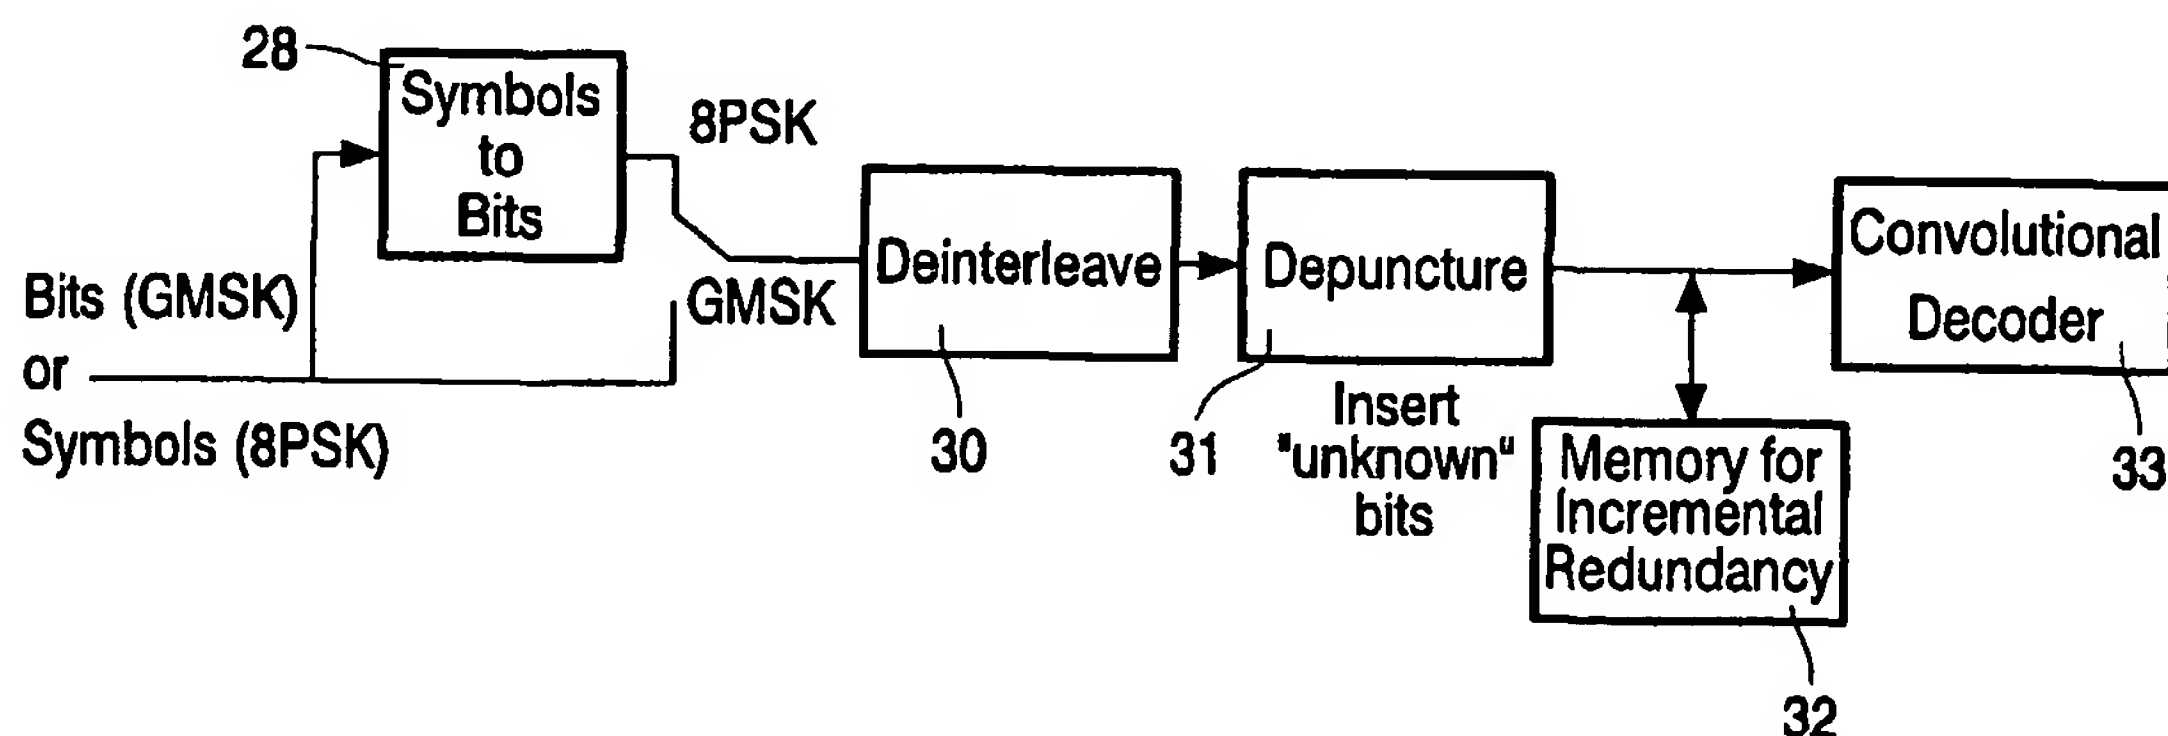 28
Symbols
to
Bits
8PSK
GMSK
Bits (GMSK)
or
Symbols (8PSK)
Deinterleave
30
Depuncture
31
Insert
"unknown"
bits
Memory for
Incremental
Redundancy
32
Convolutional
Decoder
33